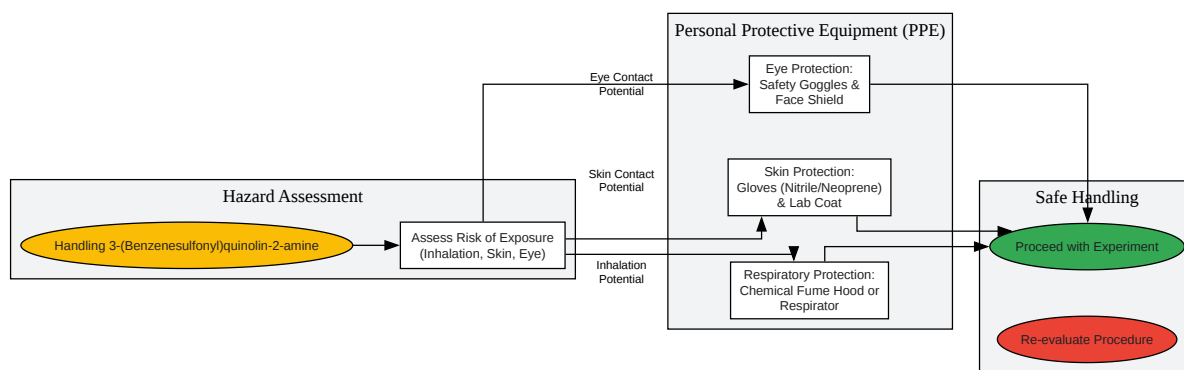 Personal Protective Equipment (PPE)
Eye Contact
Potential
Eye Protection:
Safety Goggles &
Face Shield
Skin Contact
Potential
Skin Protection:
Gloves (Nitrile/Neoprene)
& Lab Coat
Hazard Assessment
Handling 3-(Benzenesulfonyl)quinolin-2-amine
Assess Risk of Exposure
(Inhalation, Skin, Eye)
Inhalation
Potential
Respiratory Protection:
Chemical Fume Hood or
Respirator
Safe Handling
Proceed with Experiment
Re-evaluate Procedure